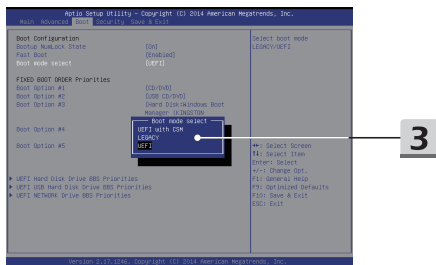 Aptio Setup Utility - Copyright (C) 2014 American Megatrends, Inc.
Main Advanced Boot Security Save & Exit
Boot Configuration
Bootup NumLock State [On]
Fast Boot [Enabled]
Boot mode select [UEFI]
FIXED BOOT ORDER Priorities
Boot Option #1 [CD/DVD]
Boot Option #2 [USB CD/DVD]
Boot Option #3 [Hard Disk:Windows Boot
Manager (KINGSTON
Boot Option #4
Boot Option #5
Boot mode select
UEFI with CSM
LEGACY
UEFI
UEFI Hard Disk Drive BBS Priorities
UEFI USB Hard Disk Drive BBS Priorities
UEFI NETWORK Drive BBS Priorities
Select boot mode
LEGACY/UEFI
3
↔: Select Screen
↑↓: Select Item
Enter: Select
+/-: Change Opt.
F1: General Help
F9: Optimized Defaults
F10: Save & Exit
ESC: Exit
Version 2.17.1246. Copyright (C) 2014 American Megatrends, Inc.